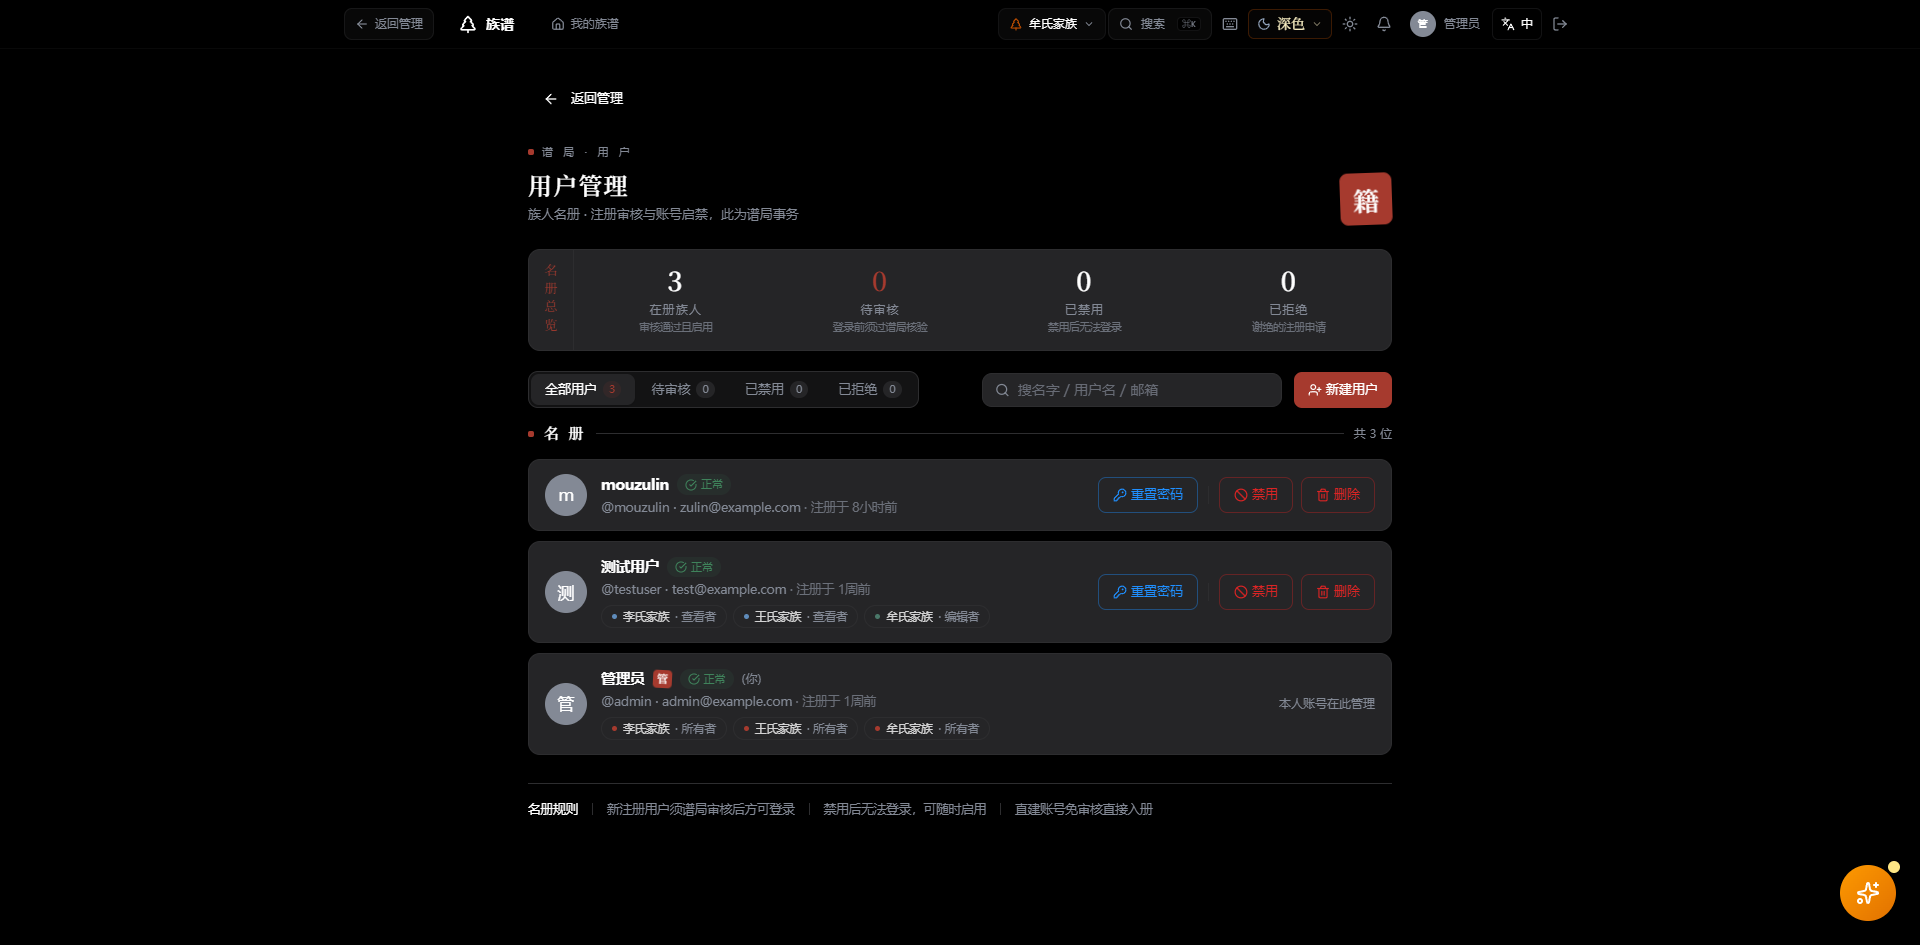 返回管理
族谱
我的族谱
牟氏家族
搜索 ⌘K
深色
管 管理员
中
返回管理
谱局·用户
用户管理
族人名册 · 注册审核与账号启禁，此为谱局事务
籍
名册总览
3
在册族人
审核通过且启用
0
待审核
登录前须过谱局核验
0
已禁用
禁用后无法登录
0
已拒绝
谢绝的注册申请
全部用户 3
待审核 0
已禁用 0
已拒绝 0
搜名字 / 用户名 / 邮箱
新建用户
名册
共 3 位
m
mouzulin 正常
@mouzulin · zulin@example.com · 注册于 8小时前
重置密码
禁用
删除
测
测试用户 正常
@testuser · test@example.com · 注册于 1周前
李氏家族 · 查看者
王氏家族 · 查看者
牟氏家族 · 编辑者
重置密码
禁用
删除
管
管理员 管 正常 (你)
@admin · admin@example.com · 注册于 1周前
李氏家族 · 所有者
王氏家族 · 所有者
牟氏家族 · 所有者
本人账号在此管理
名册规则
新注册用户须谱局审核后方可登录
禁用后无法登录，可随时启用
直建账号免审核直接入册